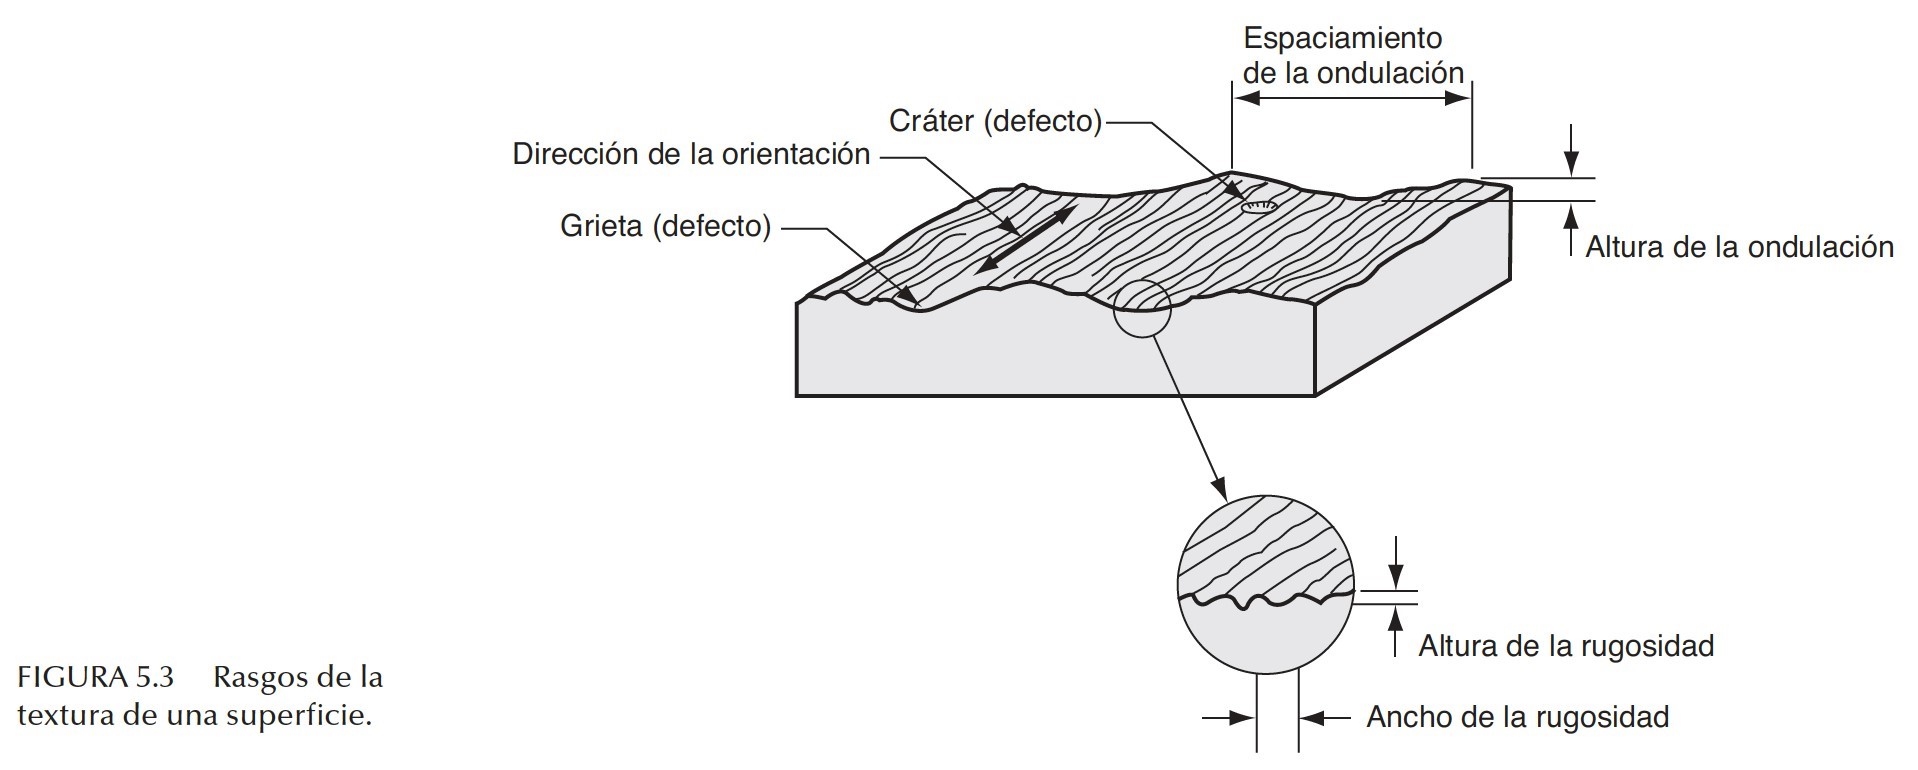 Espaciamiento
de la ondulación
Cráter (defecto)
Dirección de la orientación
Grieta (defecto)
Altura de la ondulación
Altura de la rugosidad
Ancho de la rugosidad
FIGURA 5.3 Rasgos de la
textura de una superficie.